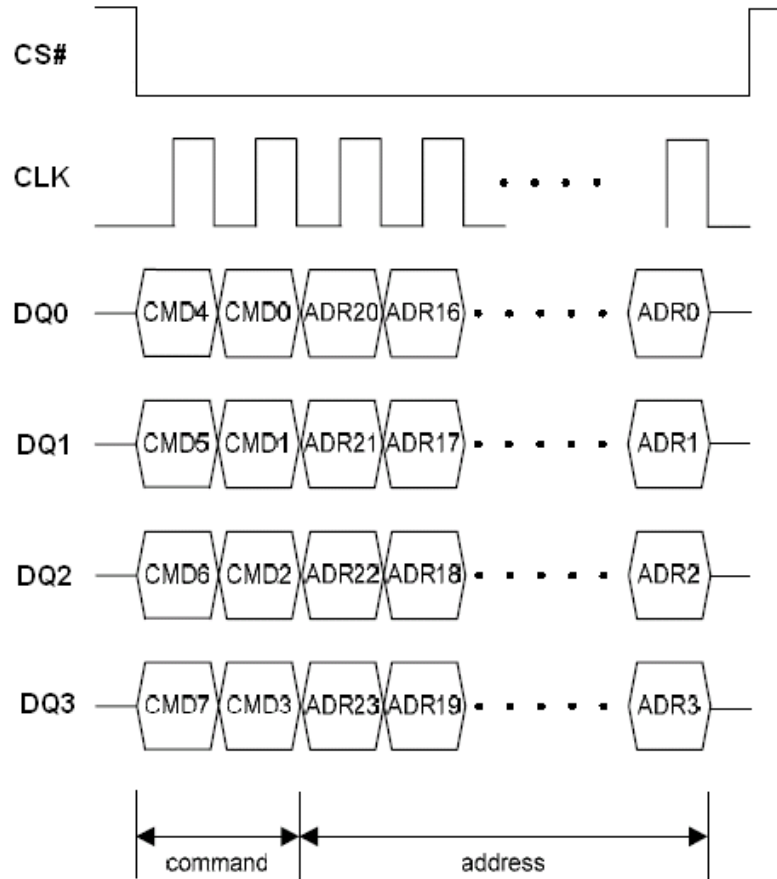 CS#
CLK
DQ0 CMD4 CMD0 ADR20 ADR16 ADR0
DQ1 CMD5 CMD1 ADR21 ADR17 ADR1
DQ2 CMD6 CMD2 ADR22 ADR18 ADR2
DQ3 CMD7 CMD3 ADR23 ADR19 ADR3
command address